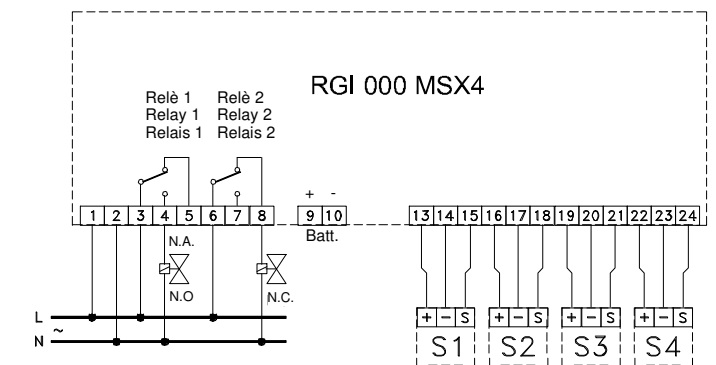 RGI 000 MSX4
Relè 1 Relè 2
Relay 1 Relay 2
Relais 1 Relais 2
+ -
1 2 3 4 5 6 7 8 9 10 13 14 15 16 17 18 19 20 21 22 23 24
Batt.
N.A.
N.O N.C.
L ~
N
+ - S + - S + - S + - S
S1 S2 S3 S4